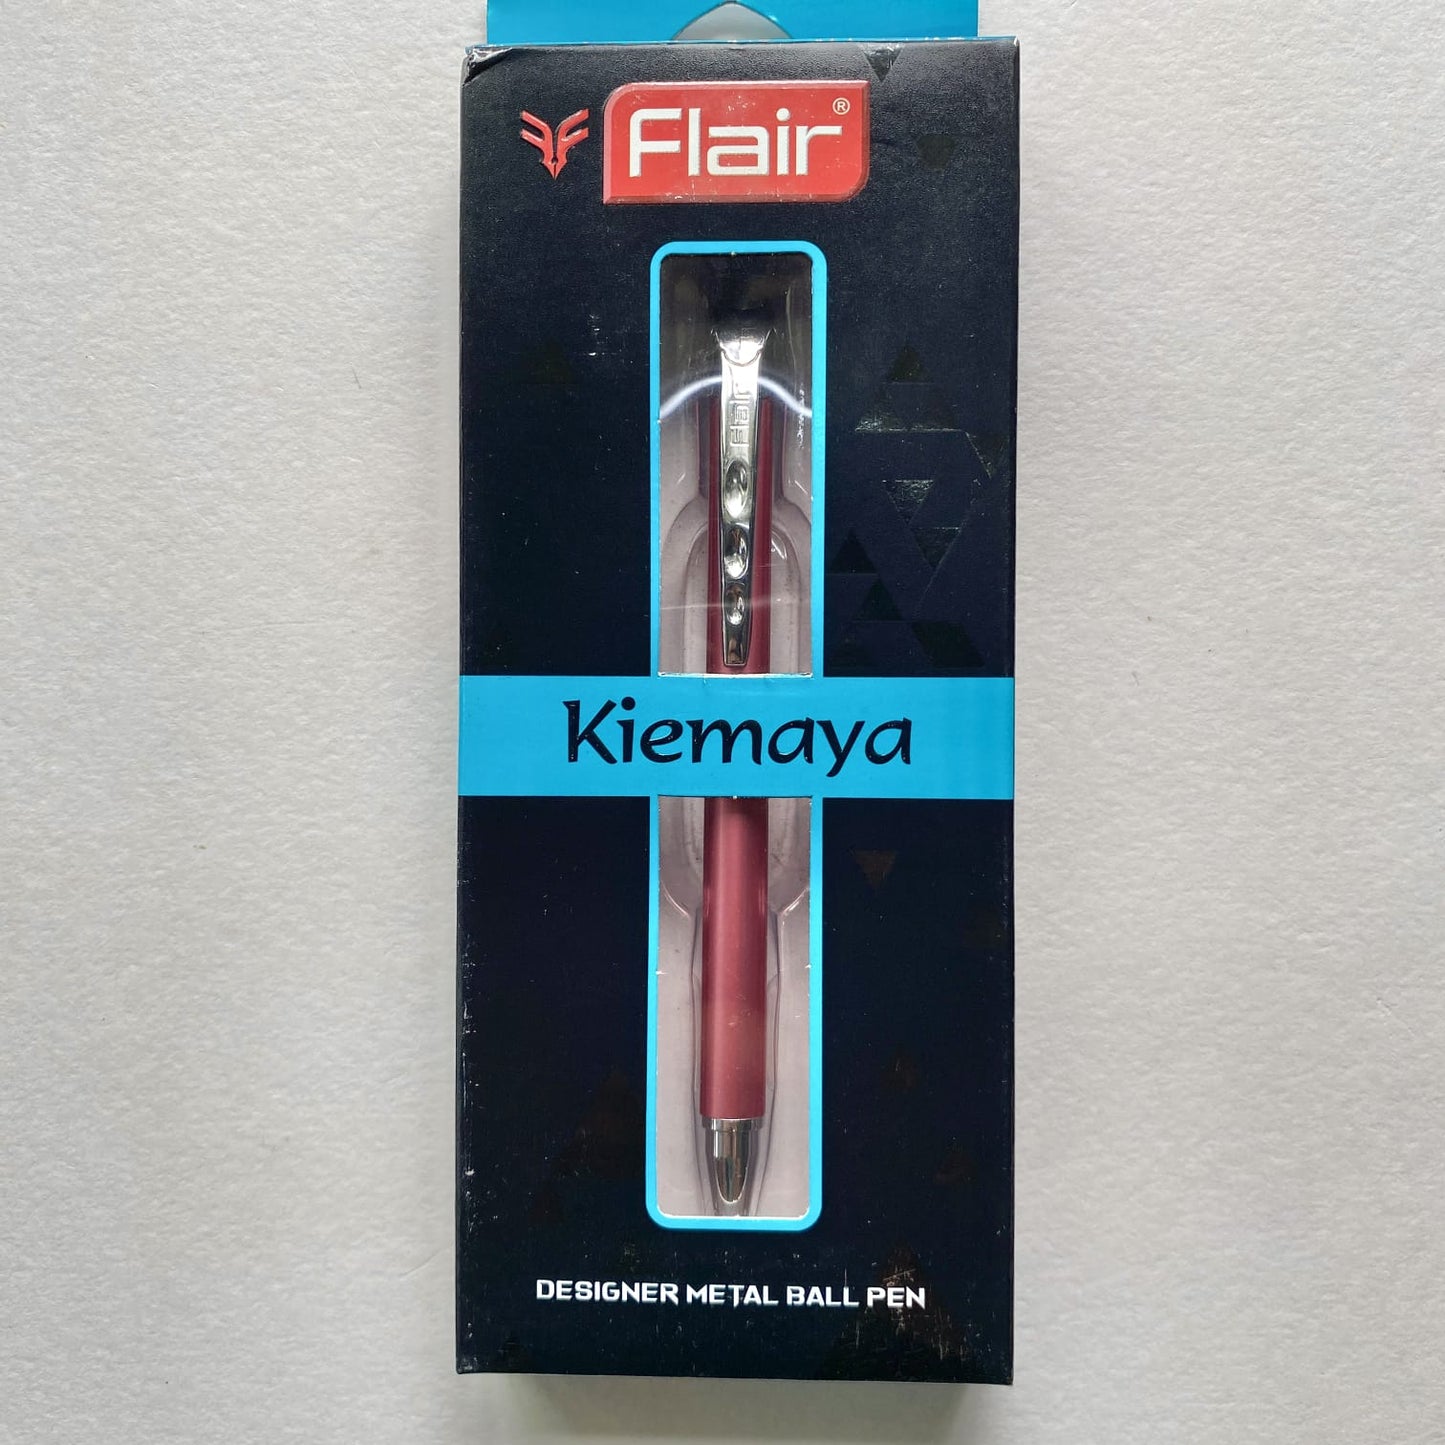 Flair®
Flair
Kiemaya
DESIGNER METAL BALL PEN